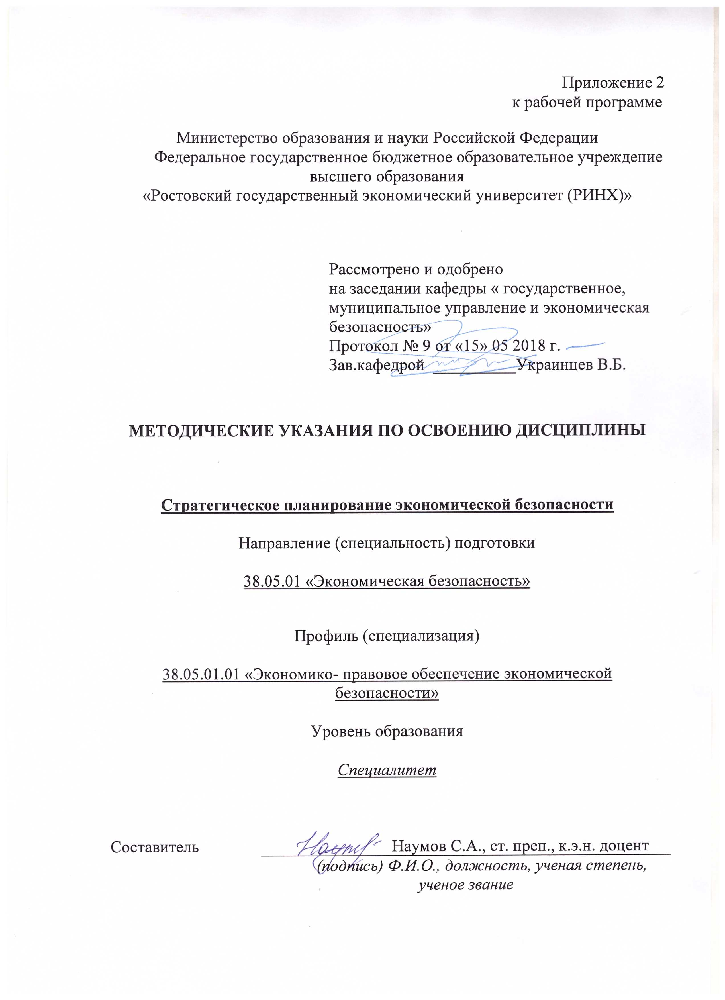 Приложение 2
к рабочей программе
Министерство образования и науки Российской Федерации
Федеральное государственное бюджетное образовательное учреждение
высшего образования
«Ростовский государственный экономический университет (РИНХ)»
Рассмотрено и одобрено
на заседании кафедры « государственное,
муниципальное управление и экономическая
безопасность»
Протокол № 9 от «15» 05 2018 г.
Зав.кафедрой __________Украинцев В.Б.
МЕТОДИЧЕСКИЕ УКАЗАНИЯ ПО ОСВОЕНИЮ ДИСЦИПЛИНЫ
Стратегическое планирование экономической безопасности
Направление (специальность) подготовки
38.05.01 «Экономическая безопасность»
Профиль (специализация)
38.05.01.01 «Экономико- правовое обеспечение экономической
безопасности»
Уровень образования
Специалитет
Составитель Наумов С.А., ст. преп., к.э.н. доцент
(подпись) Ф.И.О., должность, ученая степень,
ученое звание